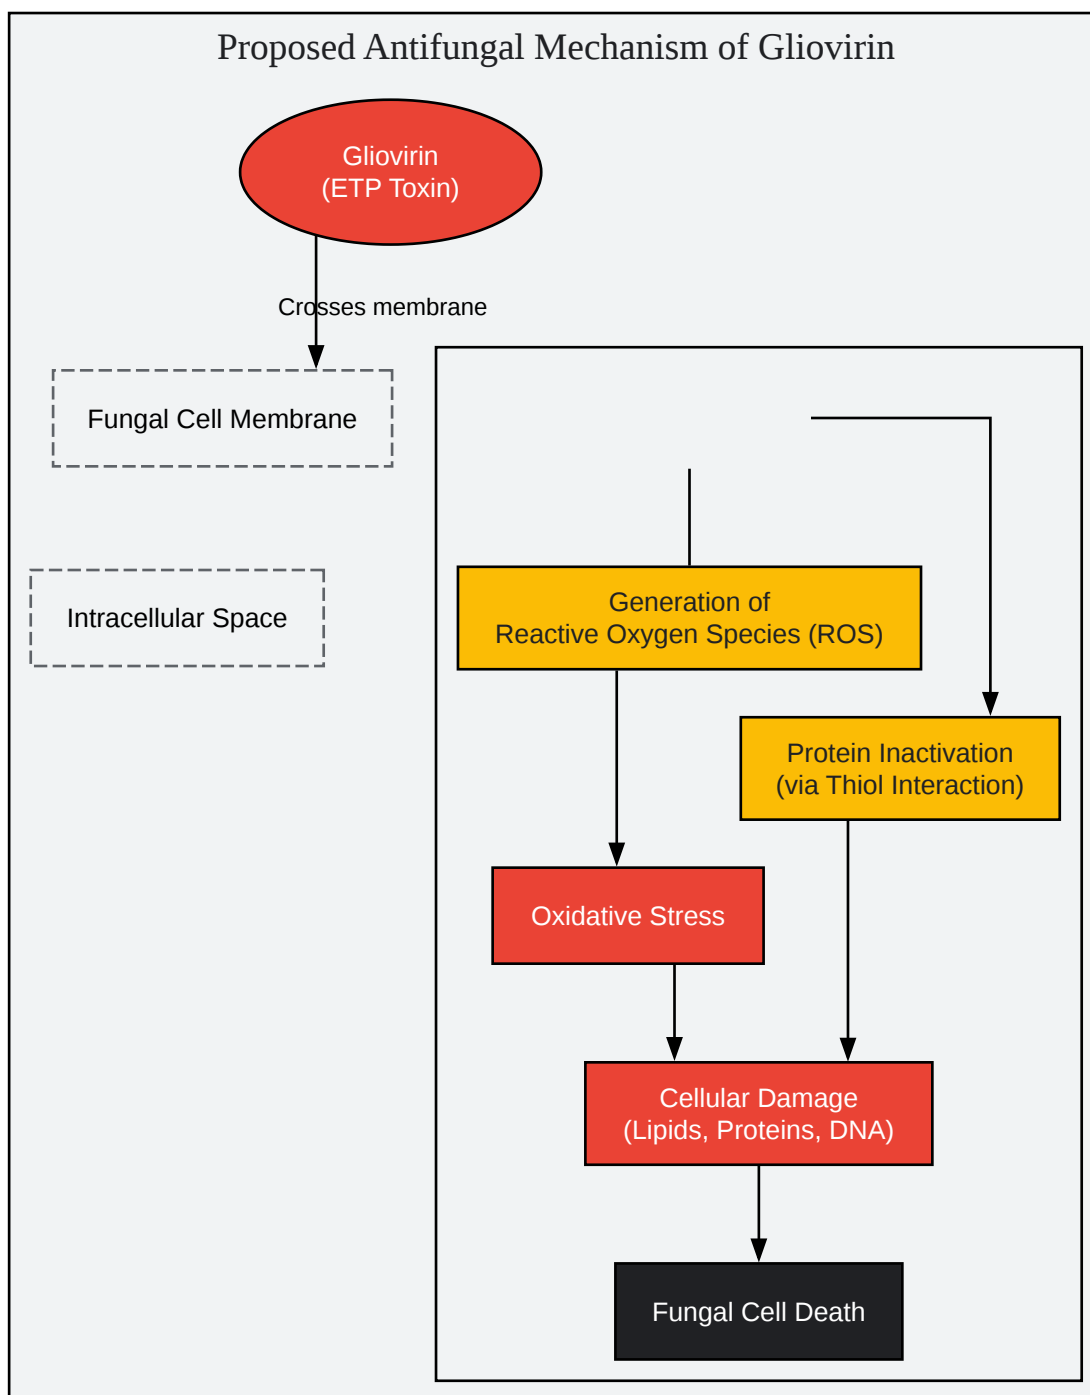 Proposed Antifungal Mechanism of Gliovirin
Gliovirin
(ETP Toxin)
Crosses membrane
Fungal Cell Membrane
Intracellular Space
Generation of
Reactive Oxygen Species (ROS)
Protein Inactivation
(via Thiol Interaction)
Oxidative Stress
Cellular Damage
(Lipids, Proteins, DNA)
Fungal Cell Death